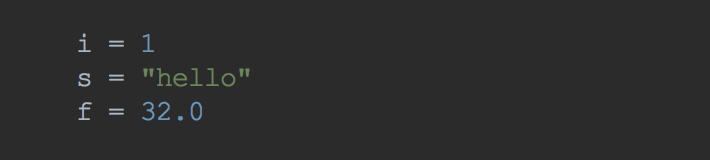 i = 1
s = "hello"
f = 32.0